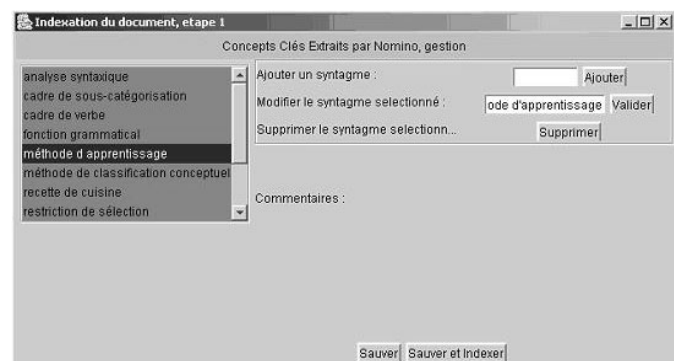 Indexation du document, etape 1
Concepts Clés Extraits par Nomino, gestion
analyse syntaxique
cadre de sous-catégorisation
cadre de verbe
fonction grammatical
méthode d apprentissage
méthode de classification conceptuel
recette de cuisine
restriction de sélection
Ajouter un syntagme :
Ajouter
Modifier le syntagme selectionné :
ode d'apprentissage
Valider
Supprimer le syntagme selectionn...
Supprimer
Commentaires :
Sauver
Sauver et Indexer